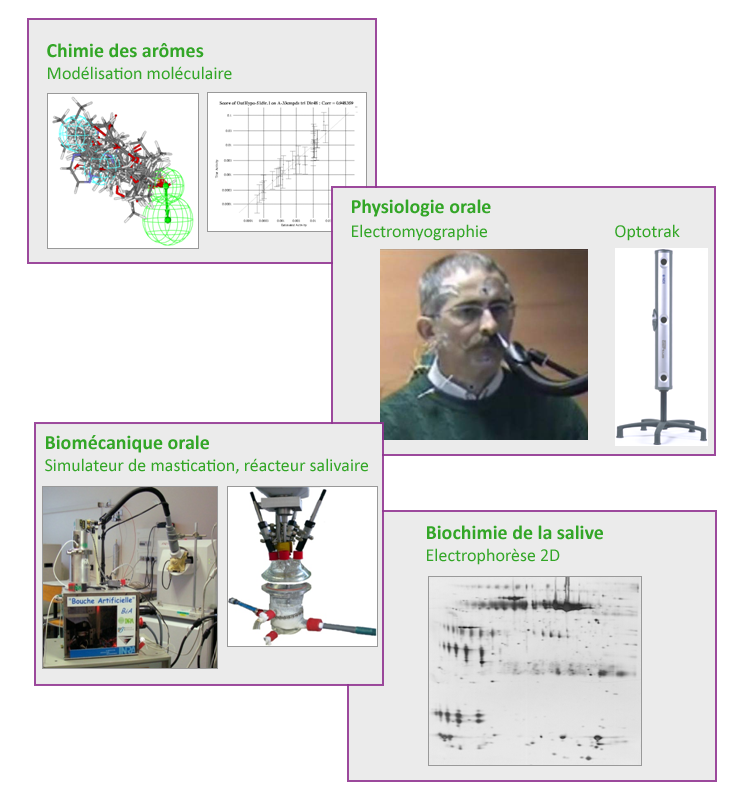 Chimie des arômes
Modélisation moléculaire
Physiologie orale
Electromyographie
Optotrak
Biomécanique orale
Simulateur de mastication, réacteur salivaire
"Bouche Artificielle"
Biochimie de la salive
Electrophorèse 2D